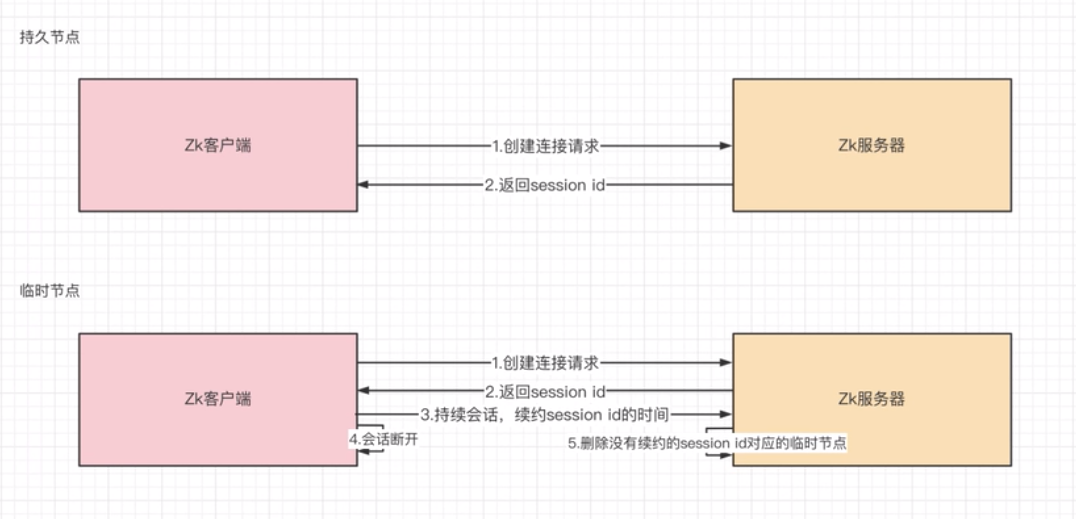 持久节点
Zk客户端
1.创建连接请求
Zk服务器
2.返回session id
临时节点
1.创建连接请求
2.返回session id
Zk客户端
Zk服务器
3.持续会话，续约session id的时间
4.会话断开
5.删除没有续约的session id对应的临时节点